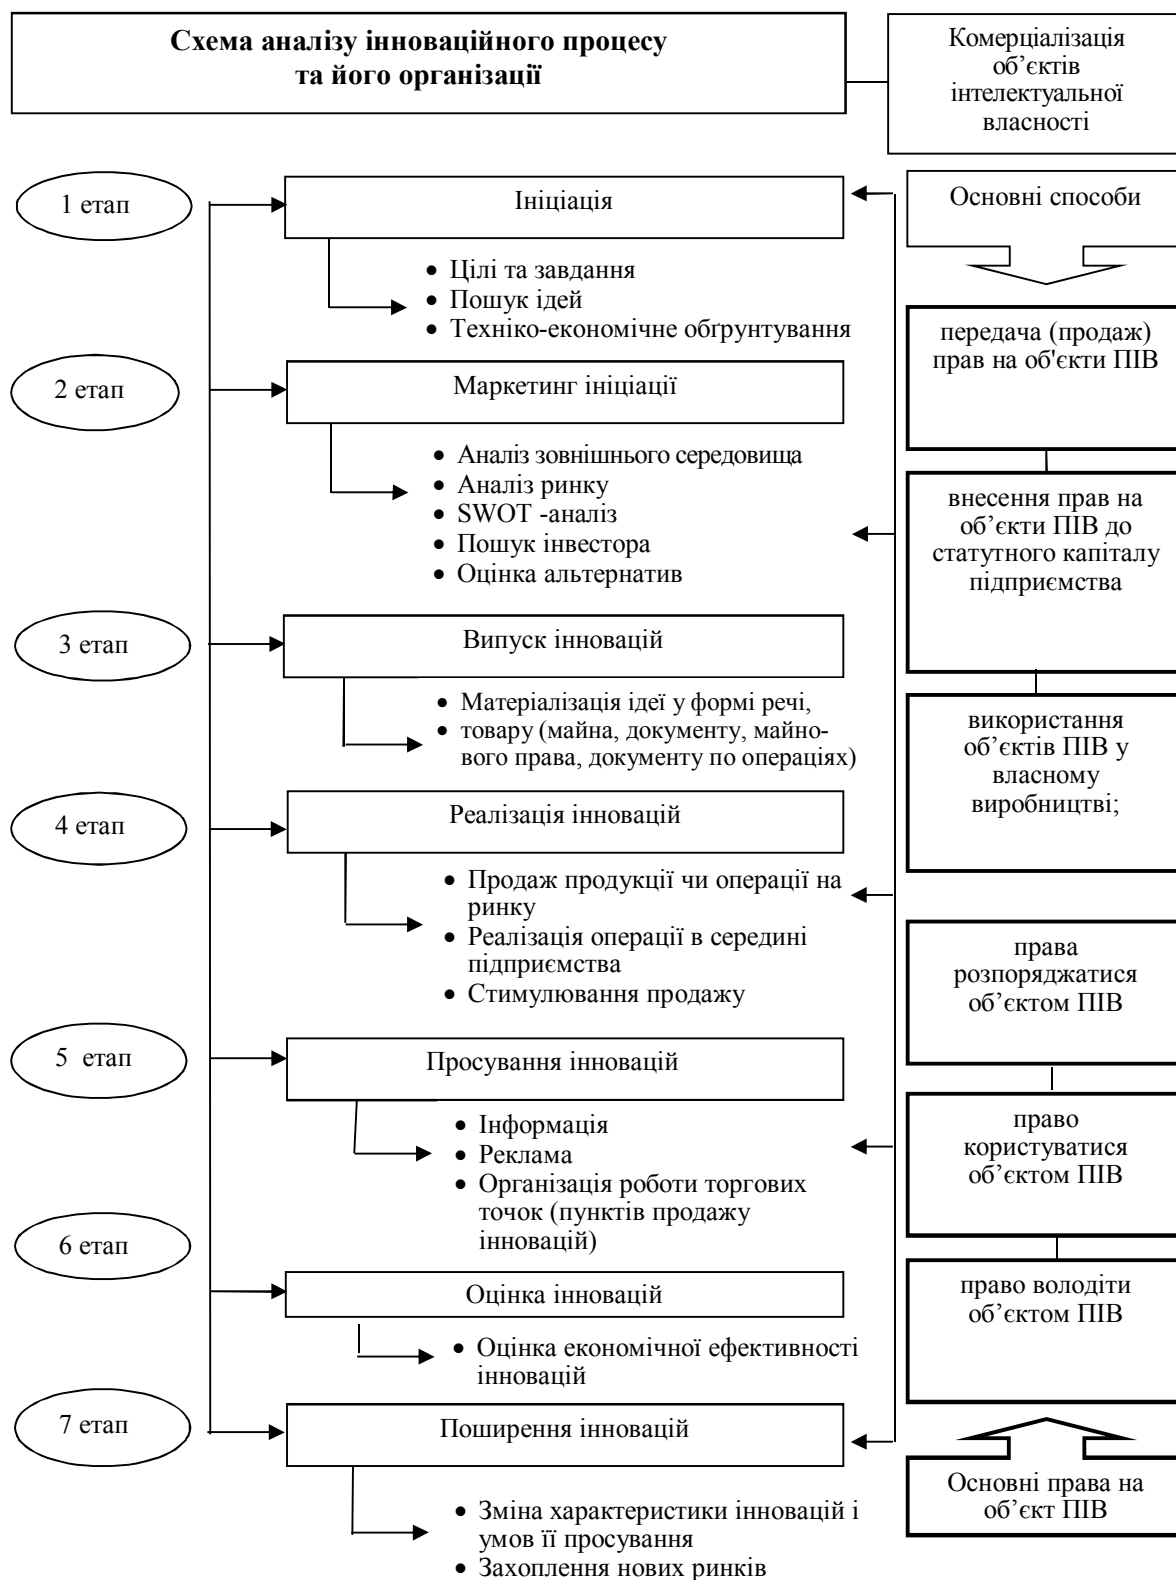 Схема аналізу інноваційного процесу
та його організації
Комерціалізація
об’єктів
інтелектуальної
власності
1 етап
Ініціація
• Цілі та завдання
• Пошук ідей
• Техніко-економічне обґрунтування
2 етап
Маркетинг ініціації
• Аналіз зовнішнього середовища
• Аналіз ринку
• SWOT -аналіз
• Пошук інвестора
• Оцінка альтернатив
3 етап
Випуск інновацій
• Матеріалізація ідеї у формі речі,
• товару (майна, документу, майно-
вого права, документу по операціях)
4 етап
Реалізація інновацій
• Продаж продукції чи операції на
ринку
• Реалізація операції в середині
підприємства
• Стимулювання продажу
5 етап
Просування інновацій
• Інформація
• Реклама
• Організація роботи торгових
точок (пунктів продажу
інновацій)
6 етап
Оцінка інновацій
• Оцінка економічної ефективності
інновацій
7 етап
Поширення інновацій
• Зміна характеристики інновацій і
умов її просування
• Захоплення нових ринків
Основні способи
передача (продаж)
прав на об'єкти ПІВ
внесення прав на
об’єкти ПІВ до
статутного капіталу
підприємства
використання
об’єктів ПІВ у
власному
виробництві;
права
розпоряджатися
об’єктом ПІВ
право
користуватися
об’єктом ПІВ
право володіти
об’єктом ПІВ
Основні права на
об’єкт ПІВ